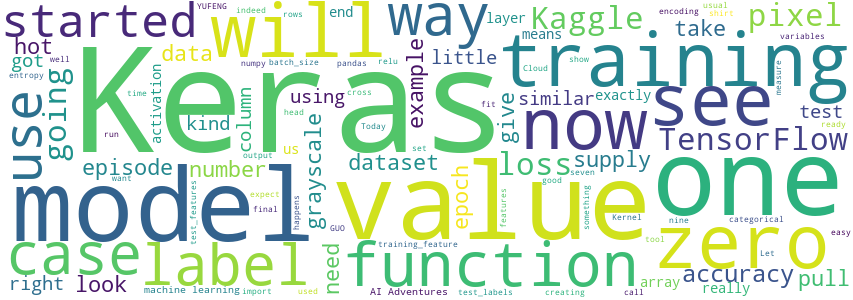 started will way Kaggle pixel
YUFENG indeed rows layer take usual shirt encoding
hot got data numpy batch_size pandas relu means Cloud show variables
Keras training
entropy well going time activation kind column using cross example little similar exactly measure
use run head Today us fit give now see test ready
episode number grayscale output dataset set loss supply TensorFlow
want test_features model happens value epoch features good seven something Kernel one nine categorical easy
case label expect final GUO function need zero tool Let
right look machine learning import used training_feature AI Adventures test_labels creating really array call accuracy pull end